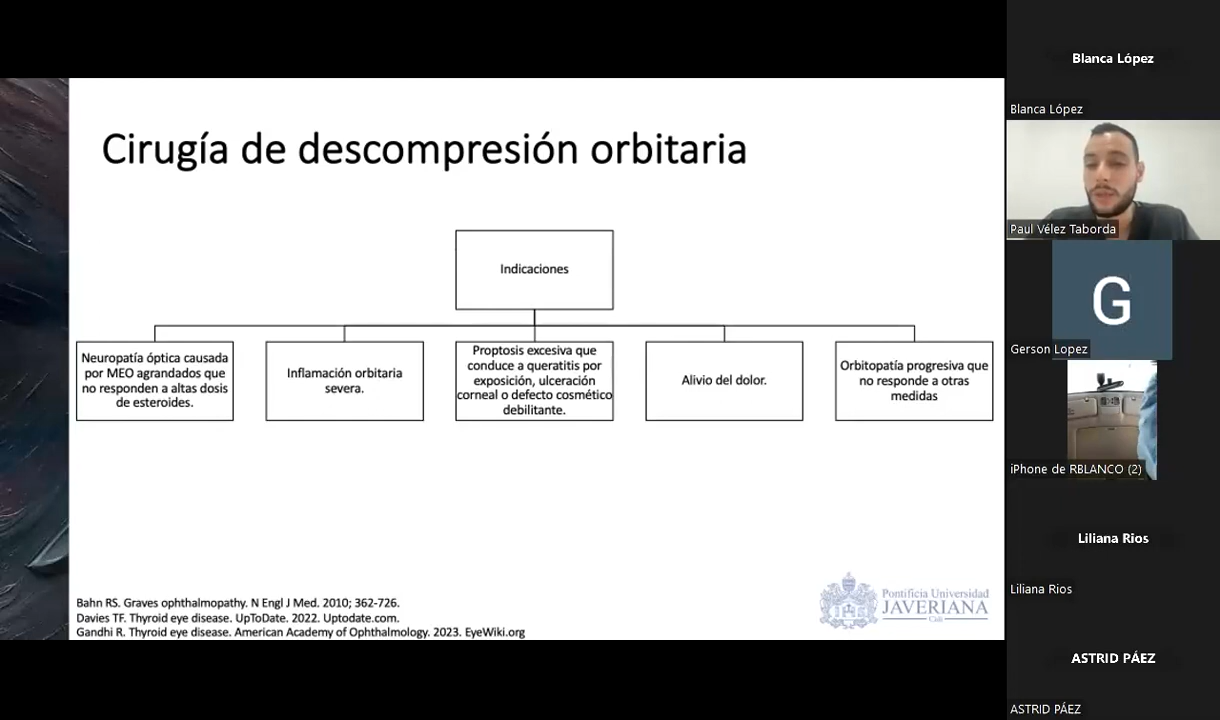 Cirugía de descompresión orbitaria
Indicaciones
Neuropatía óptica causada
por MEO agrandados que
no responden a altas dosis
de esteroides.
Inflamación orbitaria
severa.
Proptosis excesiva que
conduce a queratitis por
exposición, ulceración
corneal o defecto cosmético
debilitante.
Alivio del dolor.
Orbitopatía progresiva que
no responde a otras
medidas
Bahn RS. Graves ophthalmopathy. N Engl J Med. 2010; 362-726.
Davies TF. Thyroid eye disease. UpToDate. 2022. Uptodate.com.
Gandhi R. Thyroid eye disease. American Academy of Ophthalmology. 2023. EyeWiki.org
Pontificia Universidad
JAVERIANA
Cali
Blanca López
Blanca López
Paul Vélez Taborda
G
Gerson Lopez
iPhone de RBLANCO (2)
Liliana Rios
Liliana Rios
ASTRID PÁEZ
ASTRID PÁEZ